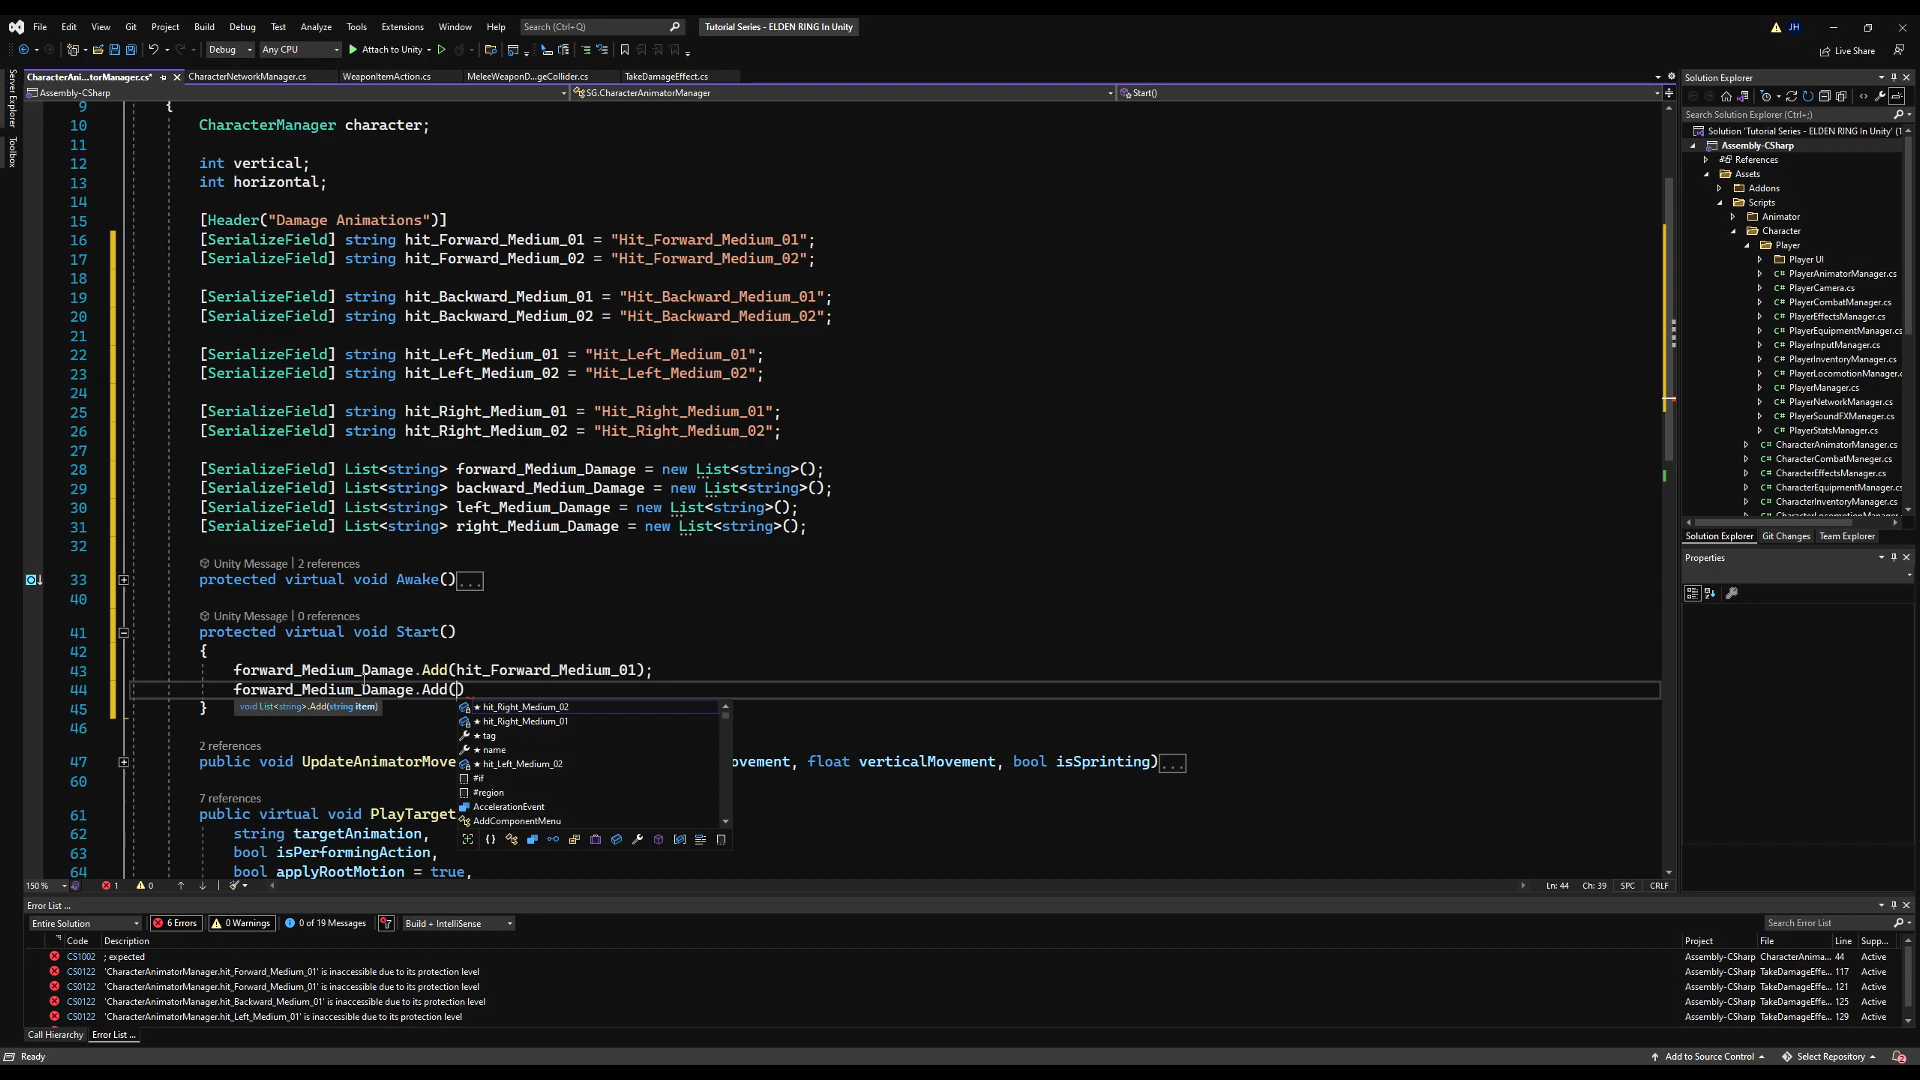 File Edit View Git Project Build Debug Test Analyze Tools Extensions Window Help Search (Ctrl+Q) Tutorial Series - ELDEN RING In Unity JH
Debug Any CPU Attach to Unity Live Share
CharacterAni...torManager.cs* CharacterNetworkManager.cs WeaponItemAction.cs MeleeWeaponD...geCollider.cs TakeDamageEffect.cs
Assembly-CSharp SG.CharacterAnimatorManager Start()
Server Explorer
Toolbox
9 {
10 CharacterManager character;
11
12 int vertical;
13 int horizontal;
14
15 [Header("Damage Animations")]
16 [SerializeField] string hit_Forward_Medium_01 = "Hit_Forward_Medium_01";
17 [SerializeField] string hit_Forward_Medium_02 = "Hit_Forward_Medium_02";
18
19 [SerializeField] string hit_Backward_Medium_01 = "Hit_Backward_Medium_01";
20 [SerializeField] string hit_Backward_Medium_02 = "Hit_Backward_Medium_02";
21
22 [SerializeField] string hit_Left_Medium_01 = "Hit_Left_Medium_01";
23 [SerializeField] string hit_Left_Medium_02 = "Hit_Left_Medium_02";
24
25 [SerializeField] string hit_Right_Medium_01 = "Hit_Right_Medium_01";
26 [SerializeField] string hit_Right_Medium_02 = "Hit_Right_Medium_02";
27
28 [SerializeField] List<string> forward_Medium_Damage = new List<string>();
29 [SerializeField] List<string> backward_Medium_Damage = new List<string>();
30 [SerializeField] List<string> left_Medium_Damage = new List<string>();
31 [SerializeField] List<string> right_Medium_Damage = new List<string>();
32
Unity Message | 2 references
33 protected virtual void Awake()...
40
Unity Message | 0 references
41 protected virtual void Start()
42 {
43 forward_Medium_Damage.Add(hit_Forward_Medium_01);
44 forward_Medium_Damage.Add()
45 }
void List<string>.Add(string item)
hit_Right_Medium_02
hit_Right_Medium_01
tag
name
hit_Left_Medium_02
#if
#region
AccelerationEvent
AddComponentMenu
46
2 references
47 public void UpdateAnimatorMove vement, float verticalMovement, bool isSprinting)...
60
7 references
61 public virtual void PlayTarget
62 string targetAnimation,
63 bool isPerformingAction,
64 bool applyRootMotion = true,
150 % 1 0 Ln: 44 Ch: 39 SPC CRLF
Solution Explorer
Search Solution Explorer (Ctrl+;)
Solution 'Tutorial Series - ELDEN RING In Unity' (1
Assembly-CSharp
References
Assets
Addons
Scripts
Animator
Character
Player
Player UI
C# PlayerAnimatorManager.cs
C# PlayerCamera.cs
C# PlayerCombatManager.cs
C# PlayerEffectsManager.cs
C# PlayerEquipmentManager.cs
C# PlayerInputManager.cs
C# PlayerInventoryManager.cs
C# PlayerLocomotionManager.c
C# PlayerManager.cs
C# PlayerNetworkManager.cs
C# PlayerSoundFXManager.cs
C# PlayerStatsManager.cs
C# CharacterAnimatorManager.cs
C# CharacterCombatManeger.cs
C# CharacterEffectsManager.cs
C# CharacterEquipmentManager.cs
C# CharacterInventoryManager.cs
Solution Explorer Git Changes Team Explorer
Properties
Error List ...
Entire Solution 6 Errors 0 Warnings 0 of 19 Messages Build + IntelliSense Search Error List
Code Description Project File Line Supp...
CS1002 ; expected Assembly-CSharp CharacterAnima... 44 Active
CS0122 'CharacterAnimatorManager.hit_Forward_Medium_01' is inaccessible due to its protection level Assembly-CSharp TakeDamageEffe... 117 Active
CS0122 'CharacterAnimatorManager.hit_Forward_Medium_01' is inaccessible due to its protection level Assembly-CSharp TakeDamageEffe... 121 Active
CS0122 'CharacterAnimatorManager.hit_Backward_Medium_01' is inaccessible due to its protection level Assembly-CSharp TakeDamageEffe... 125 Active
CS0122 'CharacterAnimatorManager.hit_Left_Medium_01' is inaccessible due to its protection level Assembly-CSharp TakeDamageEffe... 129 Active
Call Hierarchy Error List ...
Ready Add to Source Control Select Repository 2